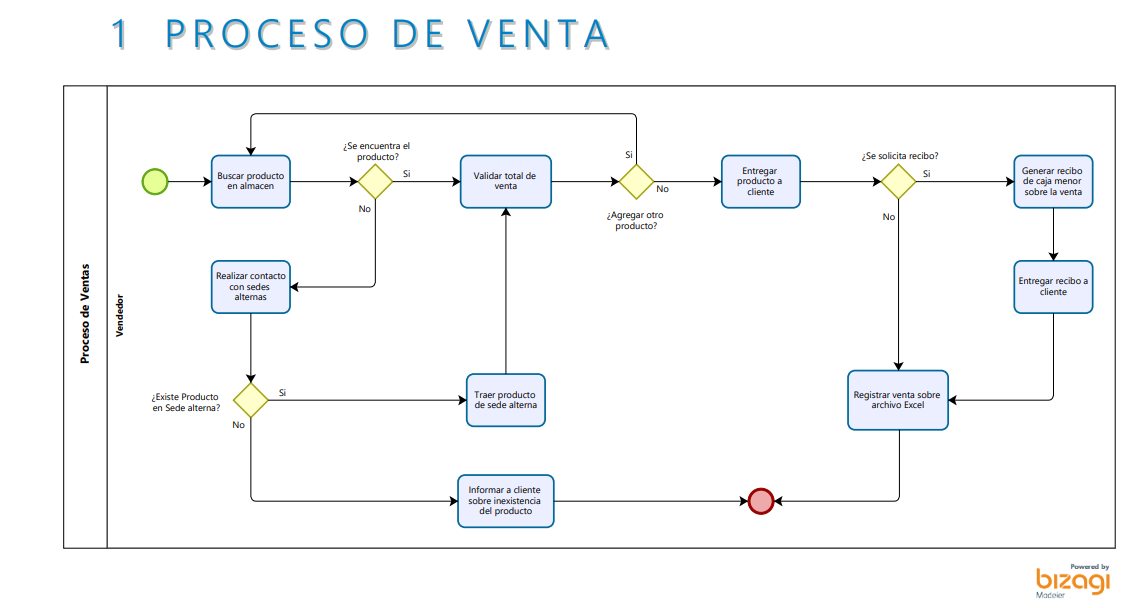 1 PROCESO DE VENTA
Proceso de Ventas
Vendedor
Buscar producto
en almacen
¿Se encuentra el
producto?
Si
No
Validar total de
venta
Si
No
¿Agregar otro
producto?
Entregar
producto a
cliente
¿Se solicita recibo?
Si
No
Generar recibo
de caja menor
sobre la venta
Realizar contacto
con sedes
alternas
Entregar recibo a
cliente
¿Existe Producto
en Sede alterna?
Si
No
Traer producto
de sede alterna
Registrar venta sobre
archivo Excel
Informar a cliente
sobre inexistencia
del producto
Powered by
bizagi
Modeler